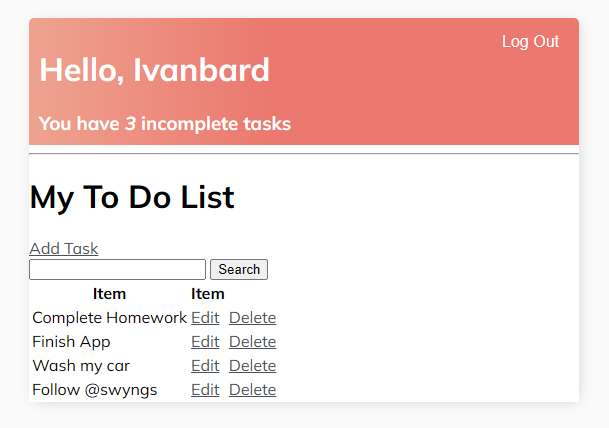 Log Out
Hello, Ivanbard
You have 3 incomplete tasks
My To Do List
Add Task
Search
Item Item
Complete Homework Edit Delete
Finish App Edit Delete
Wash my car Edit Delete
Follow @swyngs Edit Delete